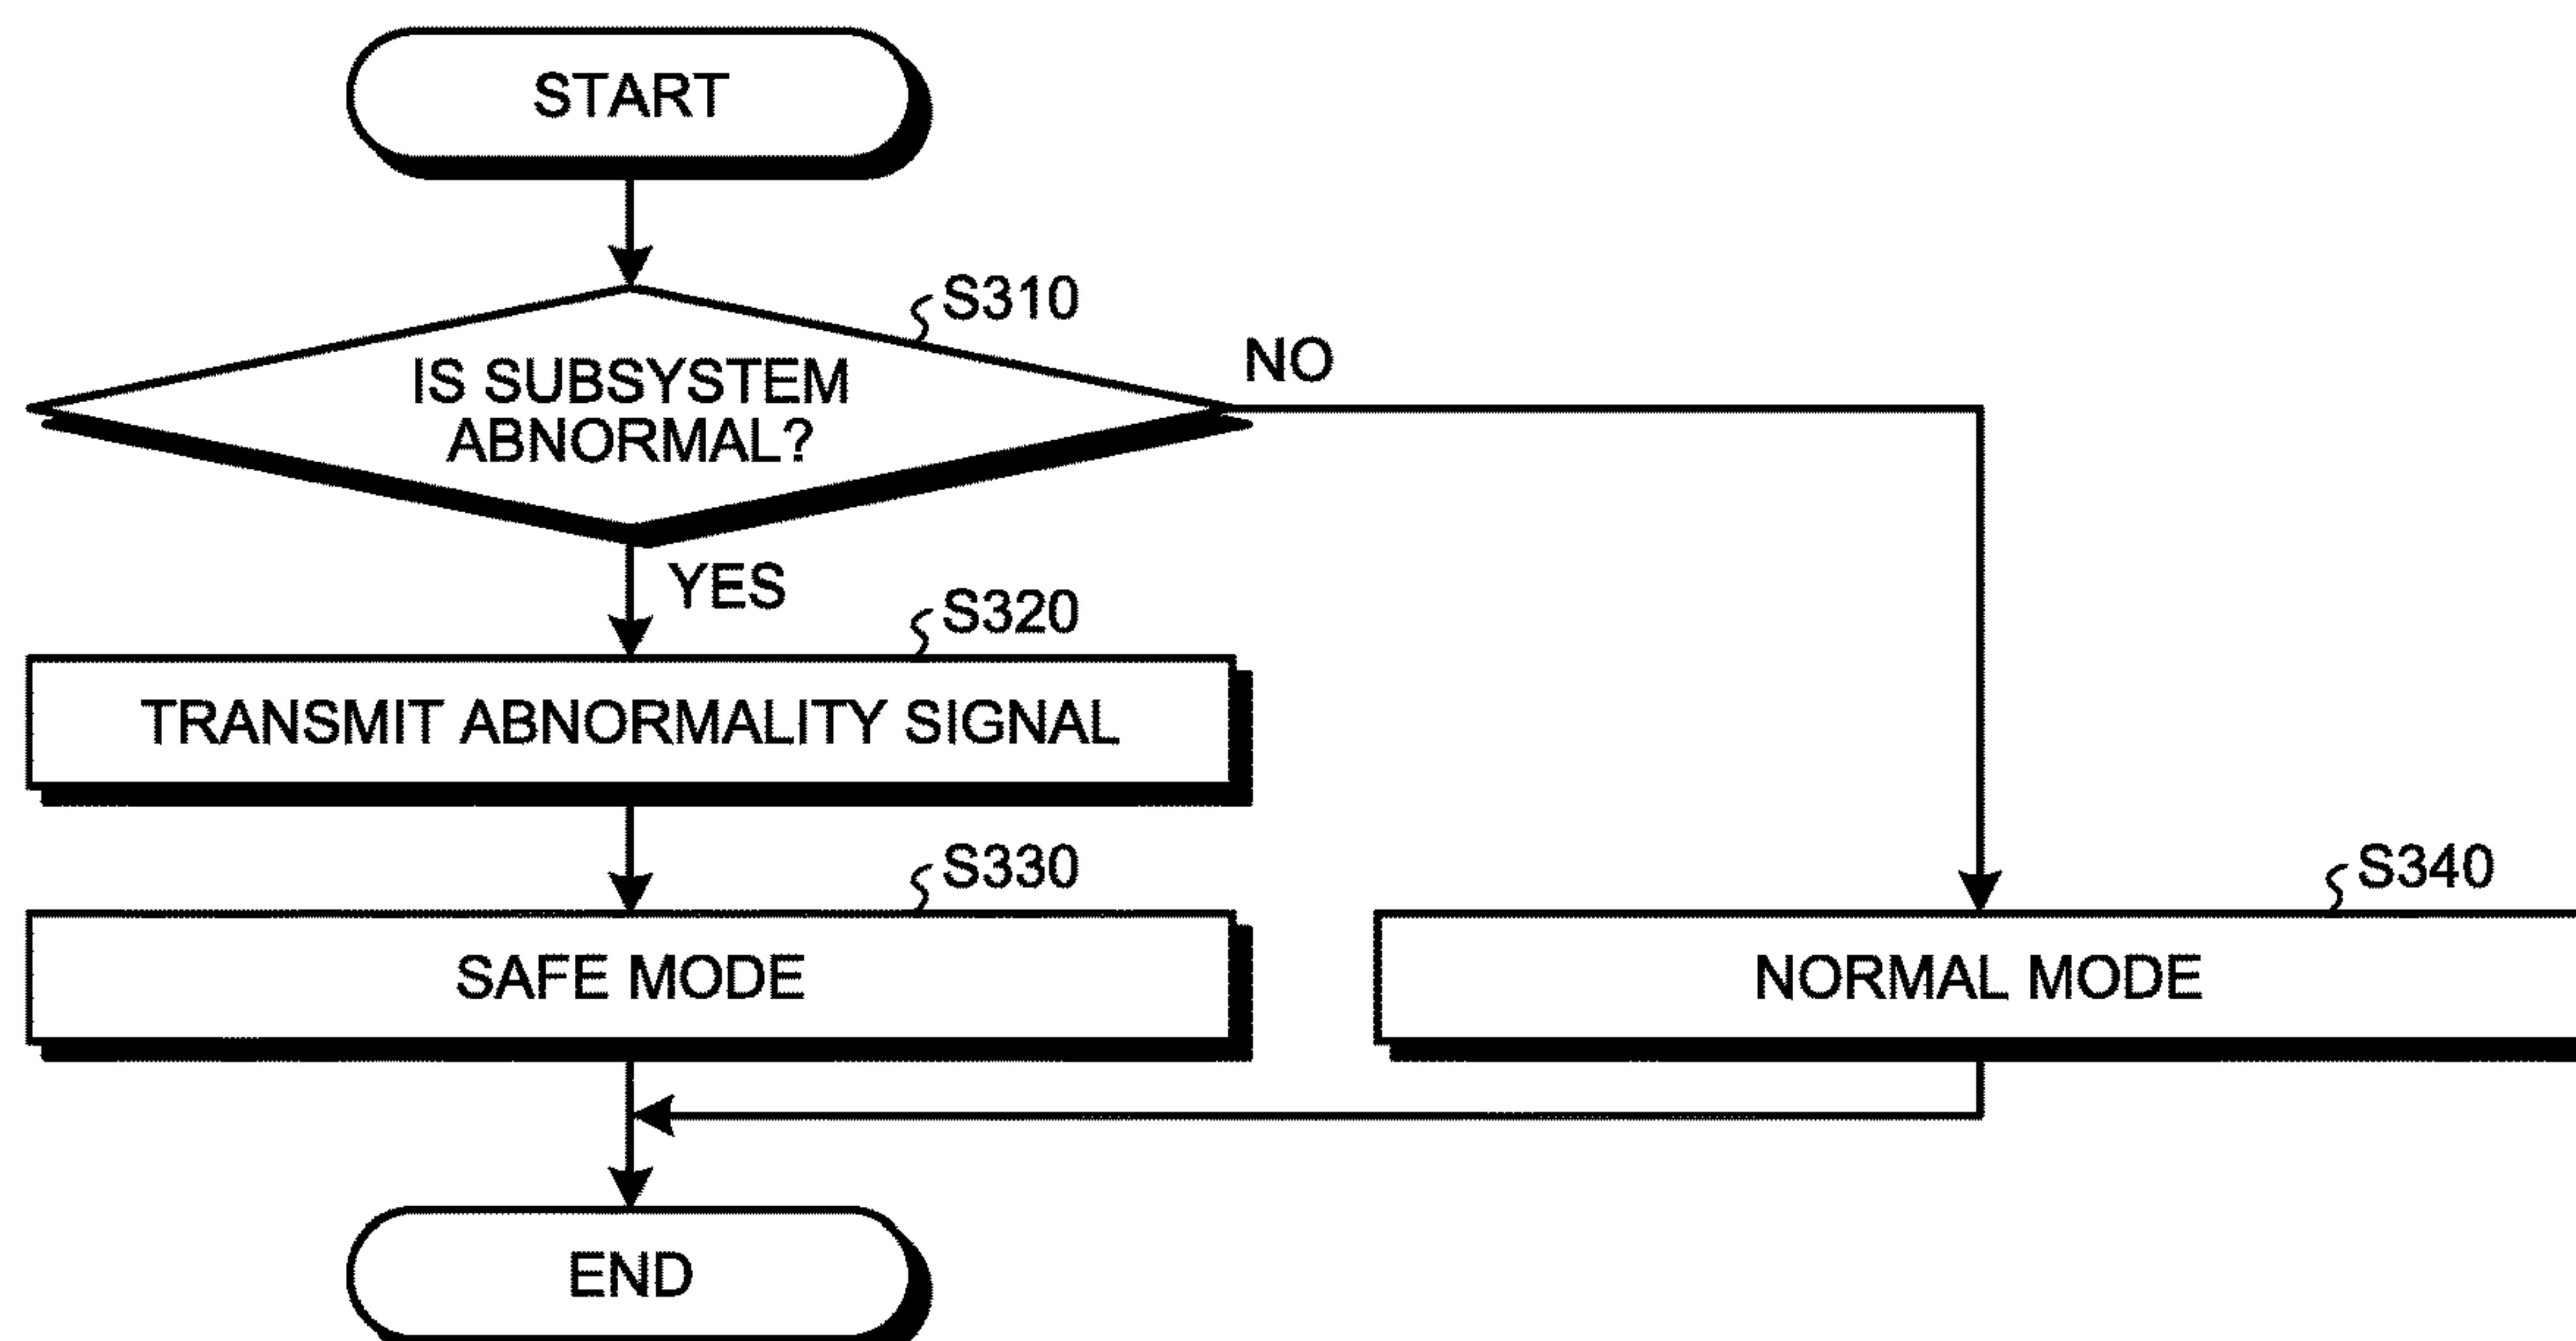 START
S310
IS SUBSYSTEM
ABNORMAL?
NO
YES
S320
TRANSMIT ABNORMALITY SIGNAL
S330
SAFE MODE
S340
NORMAL MODE
END